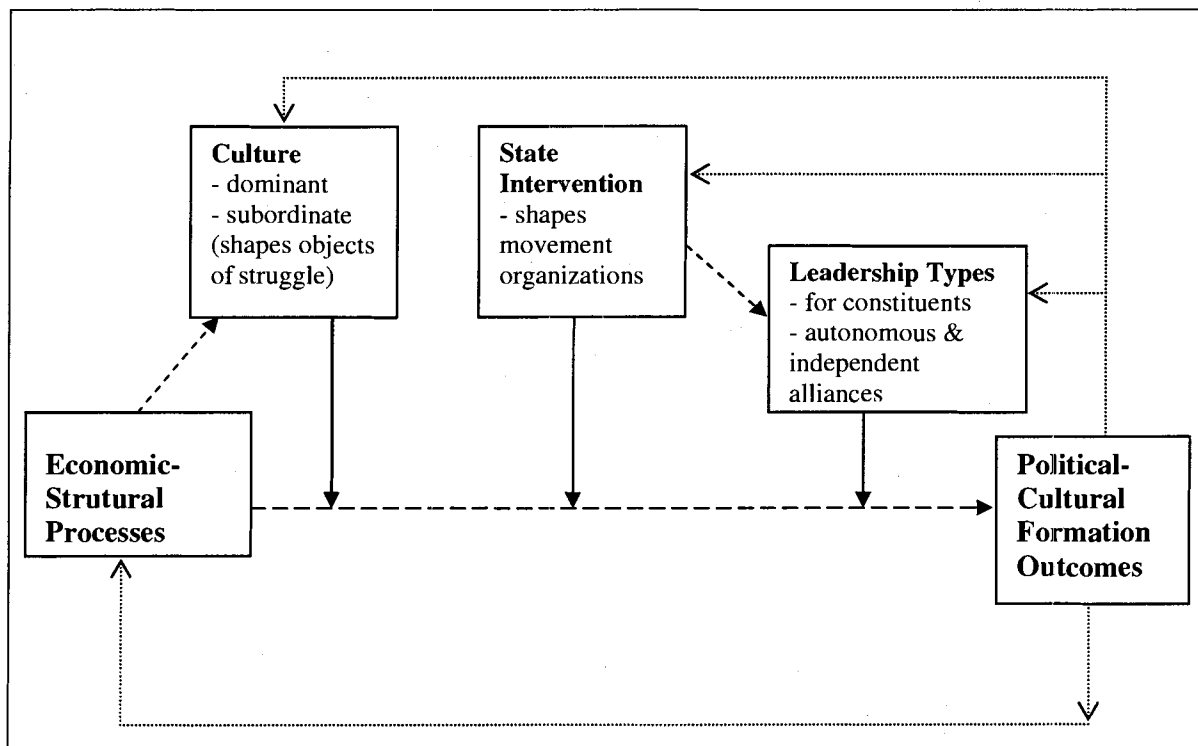 Culture
- dominant
- subordinate
(shapes objects
of struggle)
State
Intervention
- shapes
movement
organizations
Leadership Types
- for constituents
- autonomous &
independent
alliances
Economic-
Strutural
Processes
Political-
Cultural
Formation
Outcomes